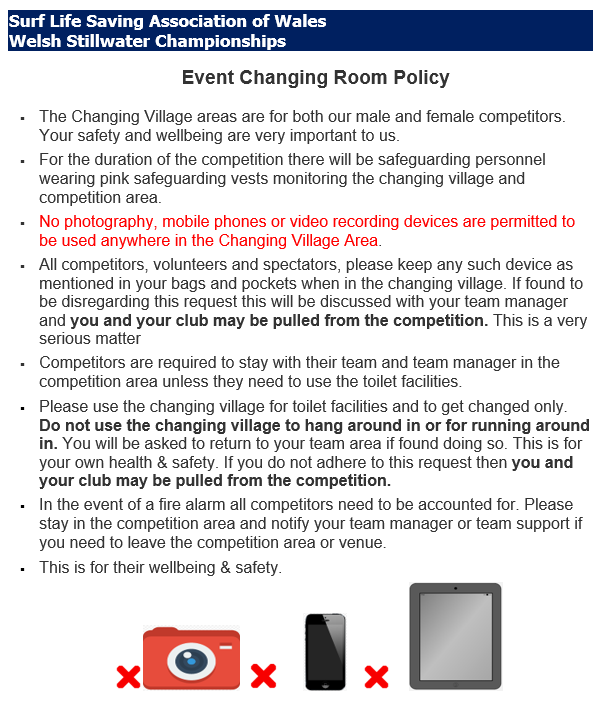 Surf Life Saving Association of Wales
Welsh Stillwater Championships
Event Changing Room Policy
▪ The Changing Village areas are for both our male and female competitors.
Your safety and wellbeing are very important to us.
▪ For the duration of the competition there will be safeguarding personnel
wearing pink safeguarding vests monitoring the changing village and
competition area.
▪ No photography, mobile phones or video recording devices are permitted to
be used anywhere in the Changing Village Area.
▪ All competitors, volunteers and spectators, please keep any such device as
mentioned in your bags and pockets when in the changing village. If found to
be disregarding this request this will be discussed with your team manager
and you and your club may be pulled from the competition. This is a very
serious matter
▪ Competitors are required to stay with their team and team manager in the
competition area unless they need to use the toilet facilities.
▪ Please use the changing village for toilet facilities and to get changed only.
Do not use the changing village to hang around in or for running around
in. You will be asked to return to your team area if found doing so. This is for
your own health & safety. If you do not adhere to this request then you and
your club may be pulled from the competition.
▪ In the event of a fire alarm all competitors need to be accounted for. Please
stay in the competition area and notify your team manager or team support if
you need to leave the competition area or venue.
▪ This is for their wellbeing & safety.